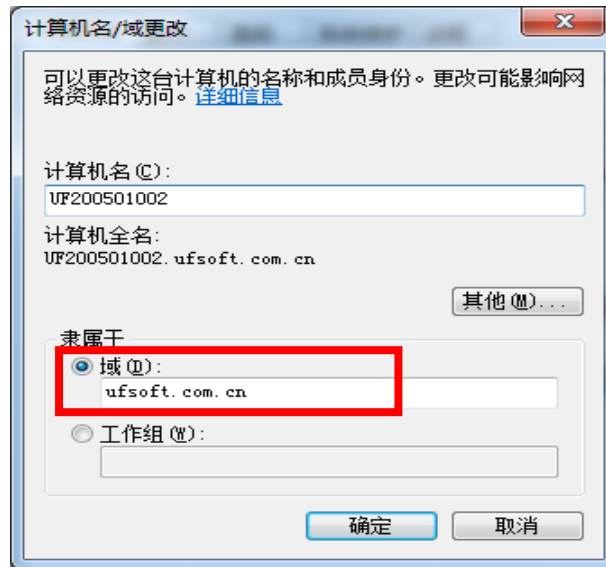 计算机名/域更改
可以更改这台计算机的名称和成员身份。更改可能影响网
络资源的访问。详细信息
计算机名(C):
UF200501002
计算机全名:
UF200501002.ufsoft.com.cn
其他(M)...
隶属于
域(D):
ufsoft.com.cn
工作组(W):
确定
取消